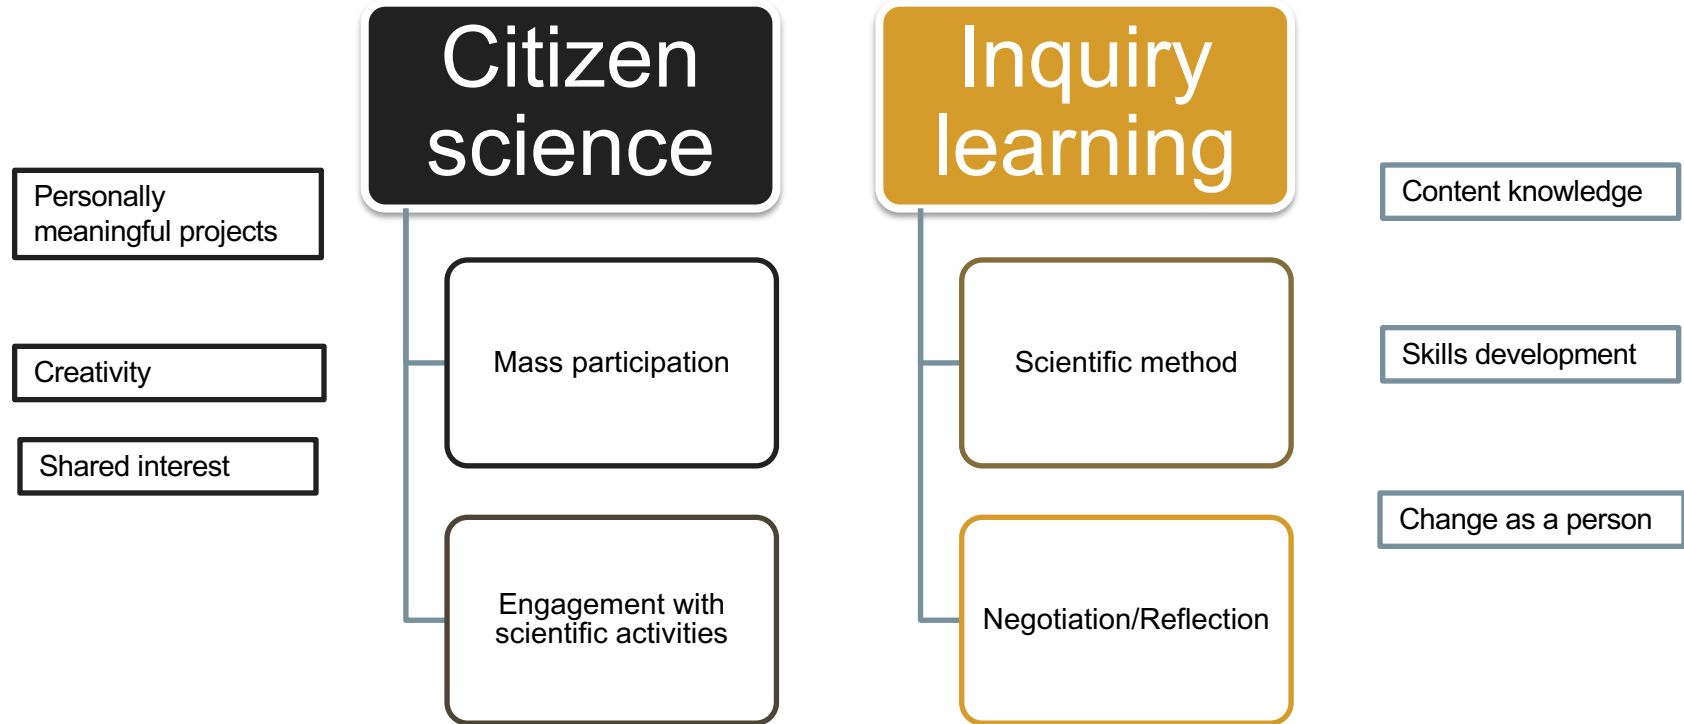 Citizen
science
Inquiry
learning
Personally
meaningful projects
Creativity
Shared interest
Mass participation
Engagement with
scientific activities
Scientific method
Negotiation/Reflection
Content knowledge
Skills development
Change as a person